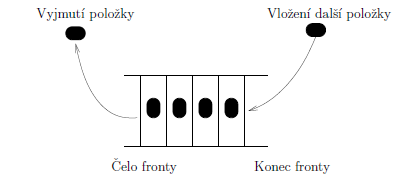 Vyjmutí položky
Vložení další položky
Čelo fronty
Konec fronty